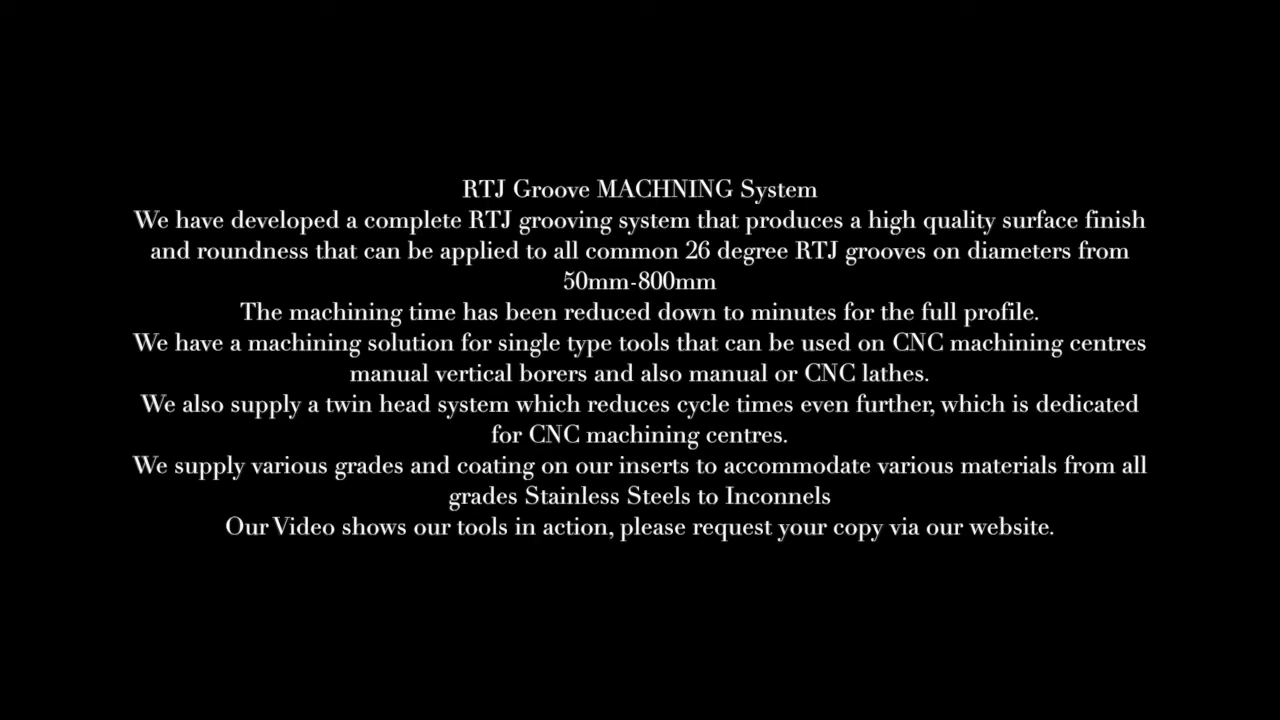 RTJ Groove MACHNING System
We have developed a complete RTJ grooving system that produces a high quality surface finish
and roundness that can be applied to all common 26 degree RTJ grooves on diameters from
50mm-800mm
The machining time has been reduced down to minutes for the full profile.
We have a machining solution for single type tools that can be used on CNC machining centres
manual vertical borers and also manual or CNC lathes.
We also supply a twin head system which reduces cycle times even further, which is dedicated
for CNC machining centres.
We supply various grades and coating on our inserts to accommodate various materials from all
grades Stainless Steels to Inconnels
Our Video shows our tools in action, please request your copy via our website.